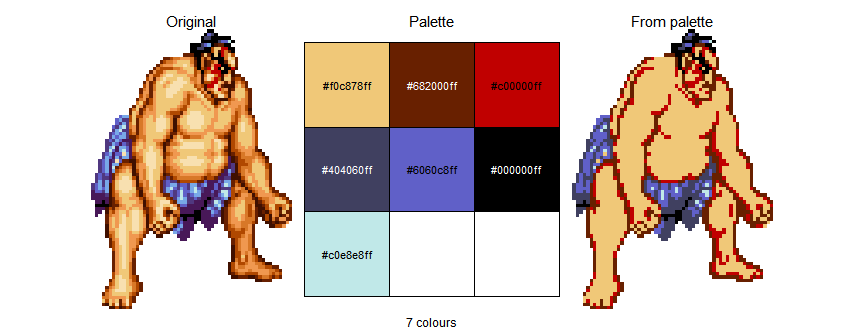 Original
Palette
From palette
#f0c878ff
#682000ff
#c00000ff
#404060ff
#6060c8ff
#000000ff
#c0e8e8ff
7 colours